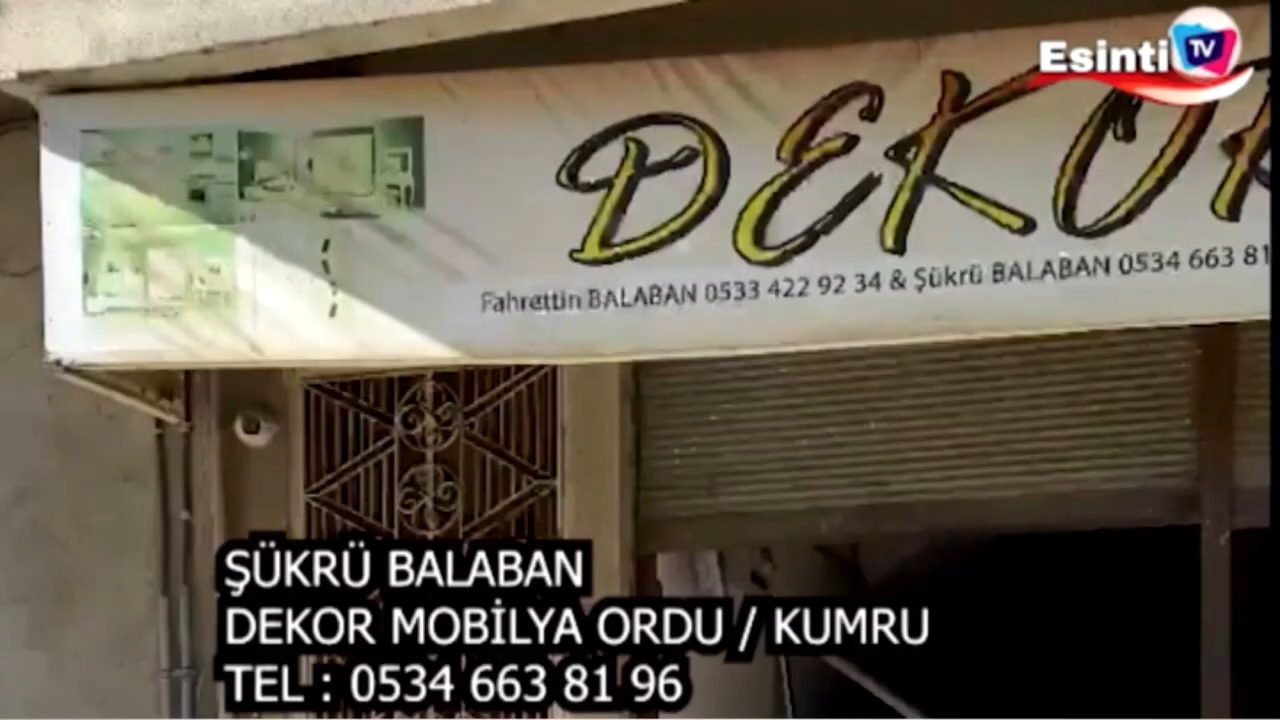 Esinti TV
DEKOR
Fahrettin BALABAN 0533 422 92 34 & Şükrü BALABAN 0534 663 81
ŞÜKRÜ BALABAN
DEKOR MOBİLYA ORDU / KUMRU
TEL : 0534 663 81 96